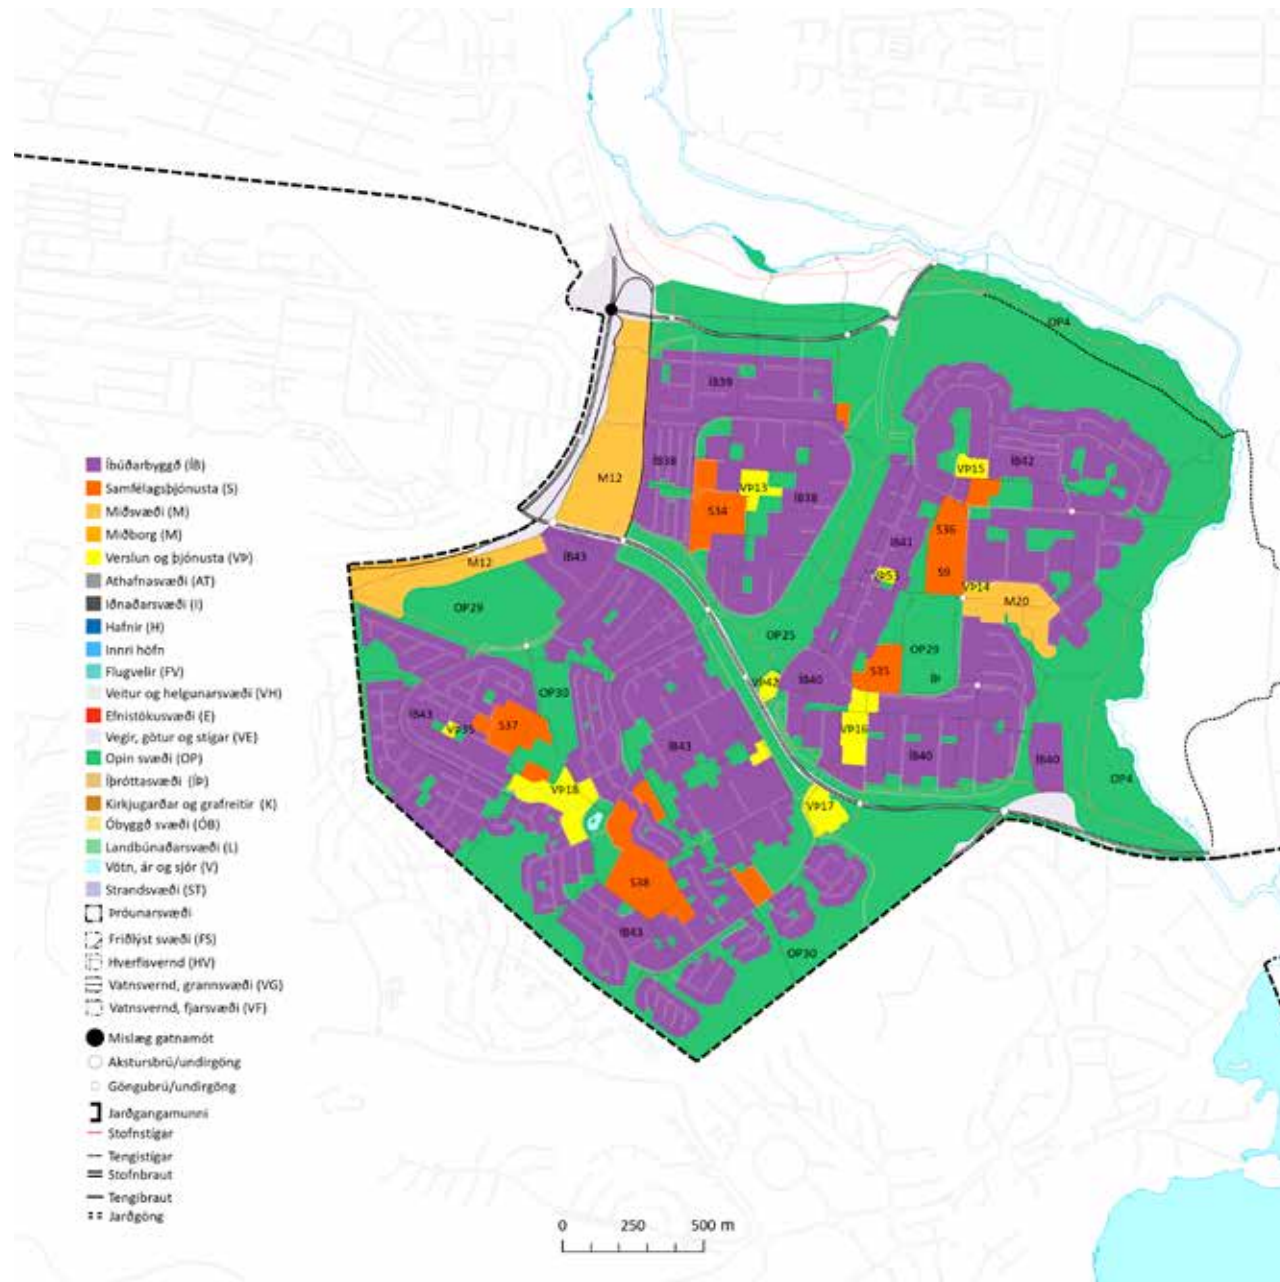 OP4
ÍB39
ÍB38
M12
VÞ13
ÍB38
S34
VÞ15
ÍB42
S36
ÍB41
S9
VÞ14
M20
ÍB43
M12
OP29
OP25
OP29
S35
ÍÞ
OP30
VÞ42
ÍB40
ÍB43
VÞ35
S37
ÍB43
VÞ16
ÍB40
ÍB40
OP4
VÞ18
VÞ17
S38
ÍB43
OP30
Íbúðarbyggð (ÍB)
Samfélagsþjónusta (S)
Miðsvæði (M)
Miðborg (M)
Verslun og þjónusta (VÞ)
Athafnasvæði (AT)
Iðnaðarsvæði (I)
Hafnir (H)
Innri höfn
Flugvellir (FV)
Veitur og helgunarsvæði (VH)
Efnistökusvæði (E)
Vegir, götur og stígar (VE)
Opin svæði (OP)
Íþróttasvæði (ÍÞ)
Kirkjugarðar og grafreitir (K)
Óbyggð svæði (ÓB)
Landbúnaðarsvæði (L)
Vötn, ár og sjór (V)
Strandsvæði (ST)
Þróunarsvæði
Friðlýst svæði (FS)
Hverfisvernd (HV)
Vatnsvernd, grannsvæði (VG)
Vatnsvernd, fjarsvæði (VF)
Mislæg gatnamót
Akstursbrú/undirgöng
Göngubrú/undirgöng
Jarðgangamunni
Stofnstígar
Tengistígar
Stofnbraut
Tengibraut
Jarðgöng
0 250 500 m